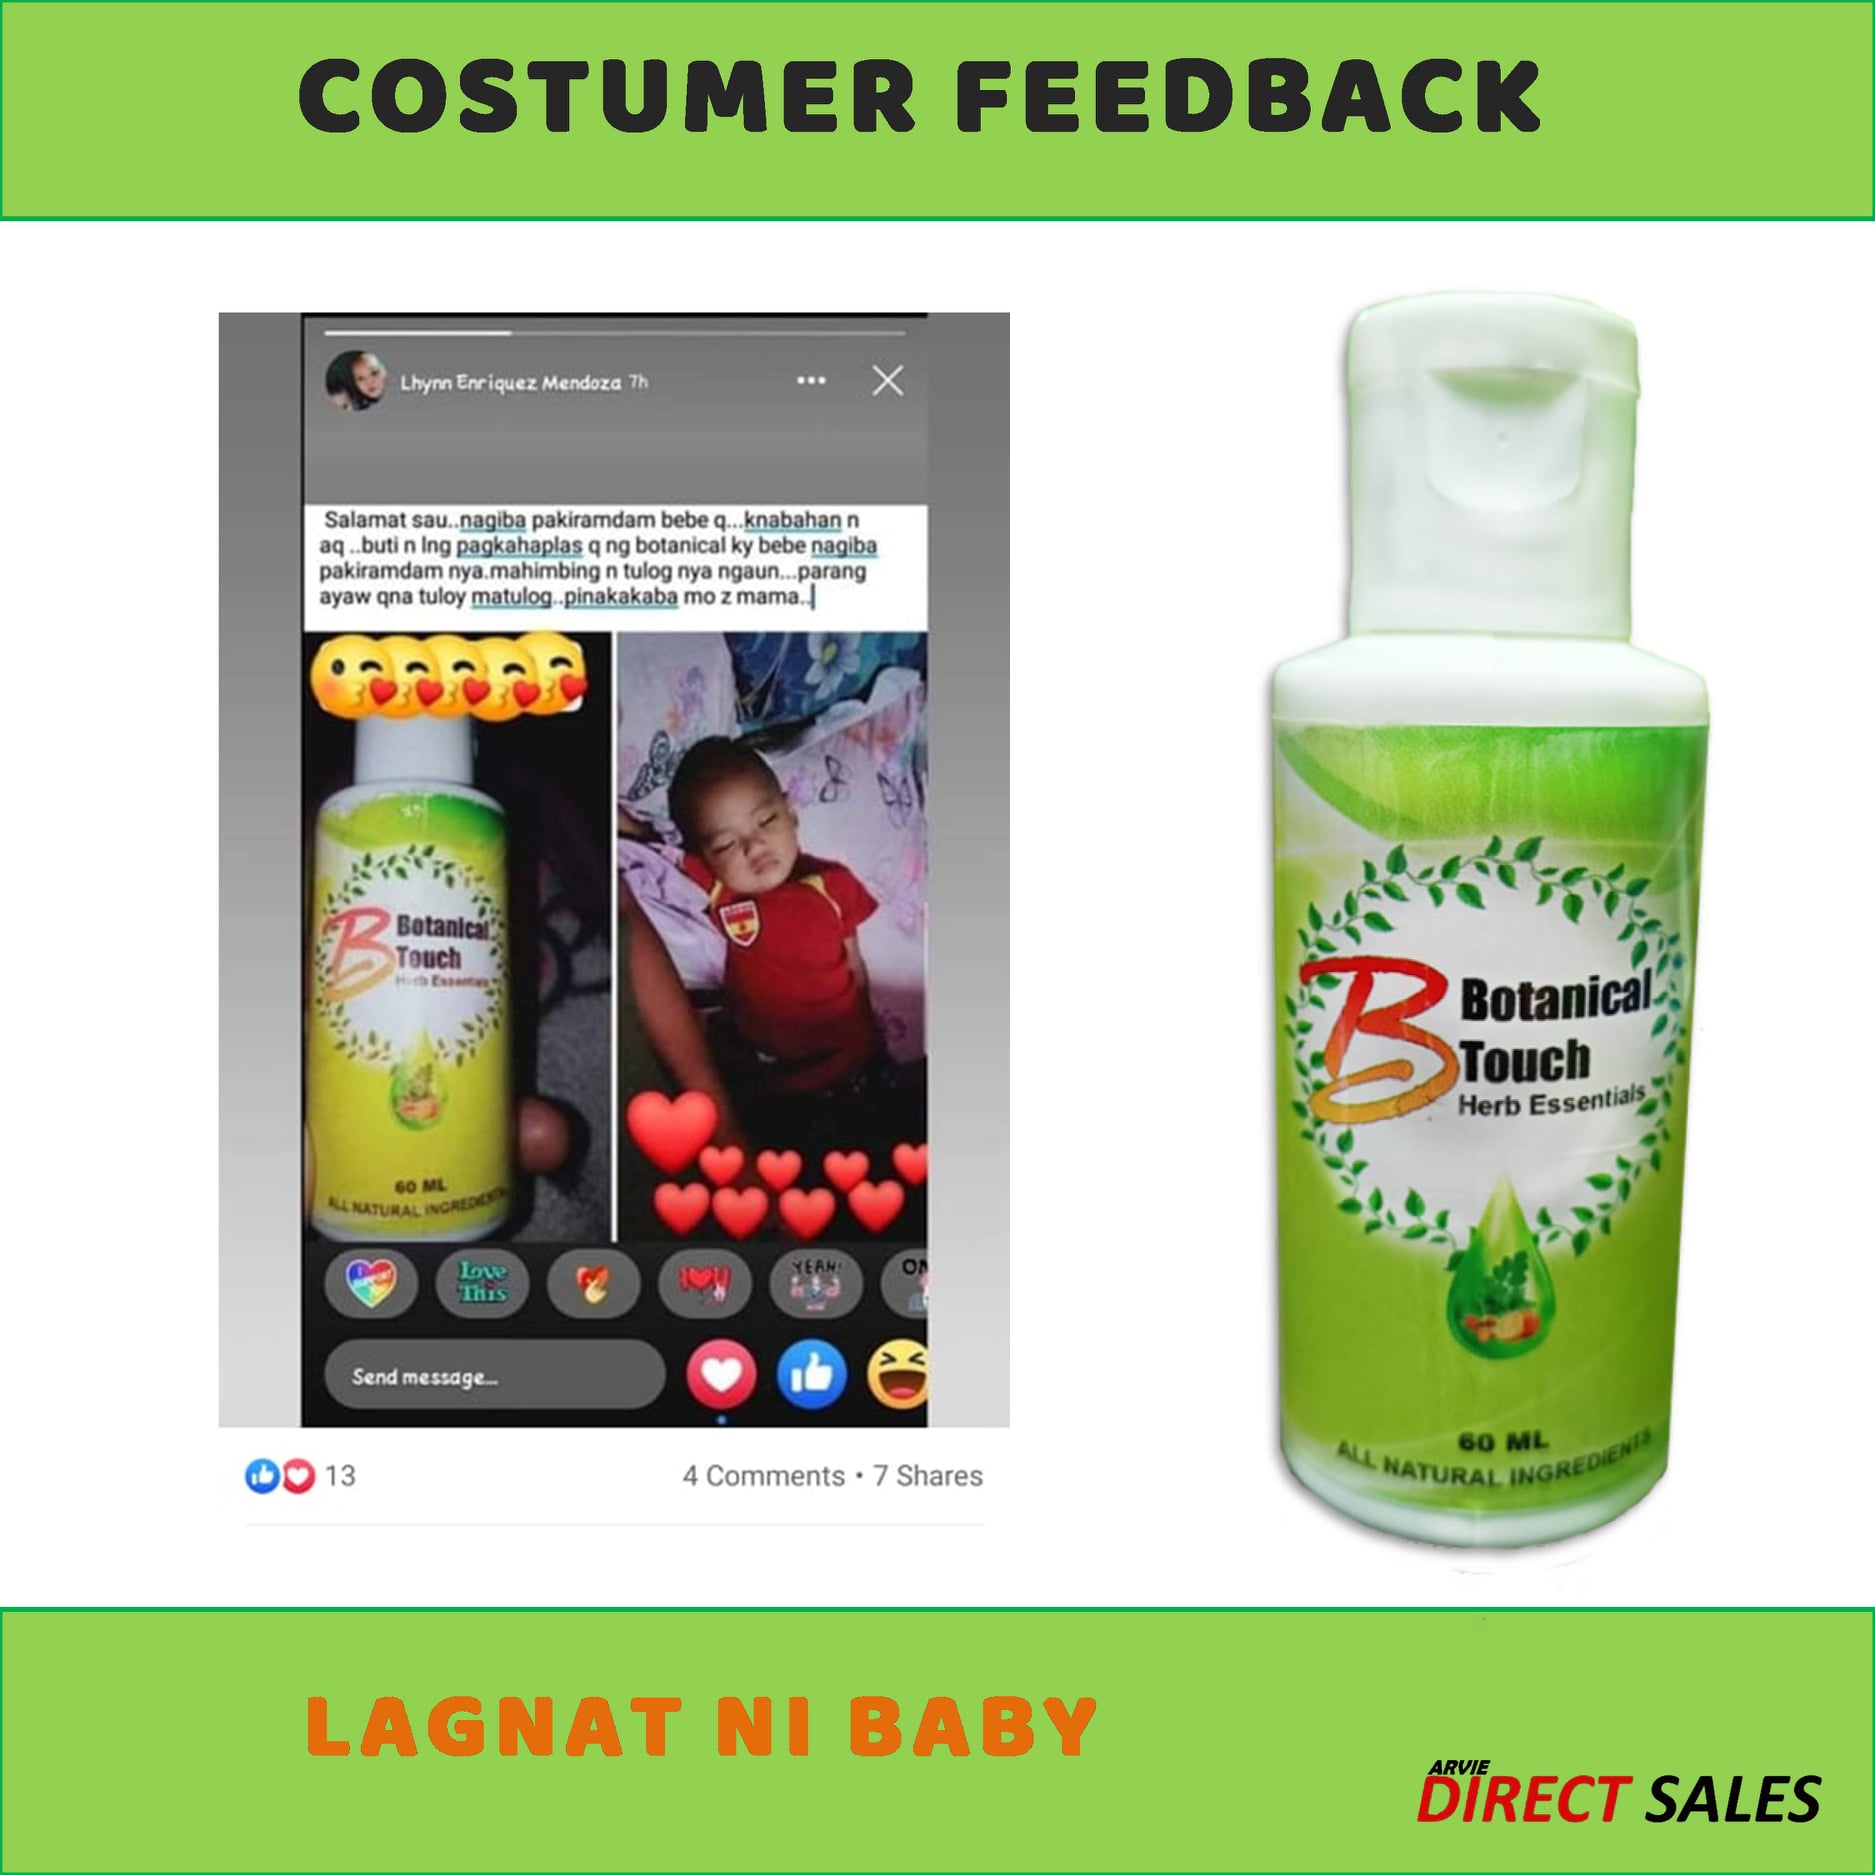 COSTUMER FEEDBACK
Lhynn Enriquez Mendoza 7h
Salamat sau..nagiba pakiramdam bebe q...knabahan n
aq ..buti n lng pagkahaplas q ng botanical ky bebe nagiba
pakiramdam nya.mahimbing n tulog nya ngaun...parang
ayaw qna tuloy matulog..pinakakaba mo z mama..
B Botanical
Touch
Herb Essentials
60 ML
ALL NATURAL INGREDIENTS
Love
This
YEAH!
Send message...
13
4 Comments • 7 Shares
B Botanical
Touch
Herb Essentials
60 ML
ALL NATURAL INGREDIENTS
LAGNAT NI BABY
ARVIE
DIRECT SALES